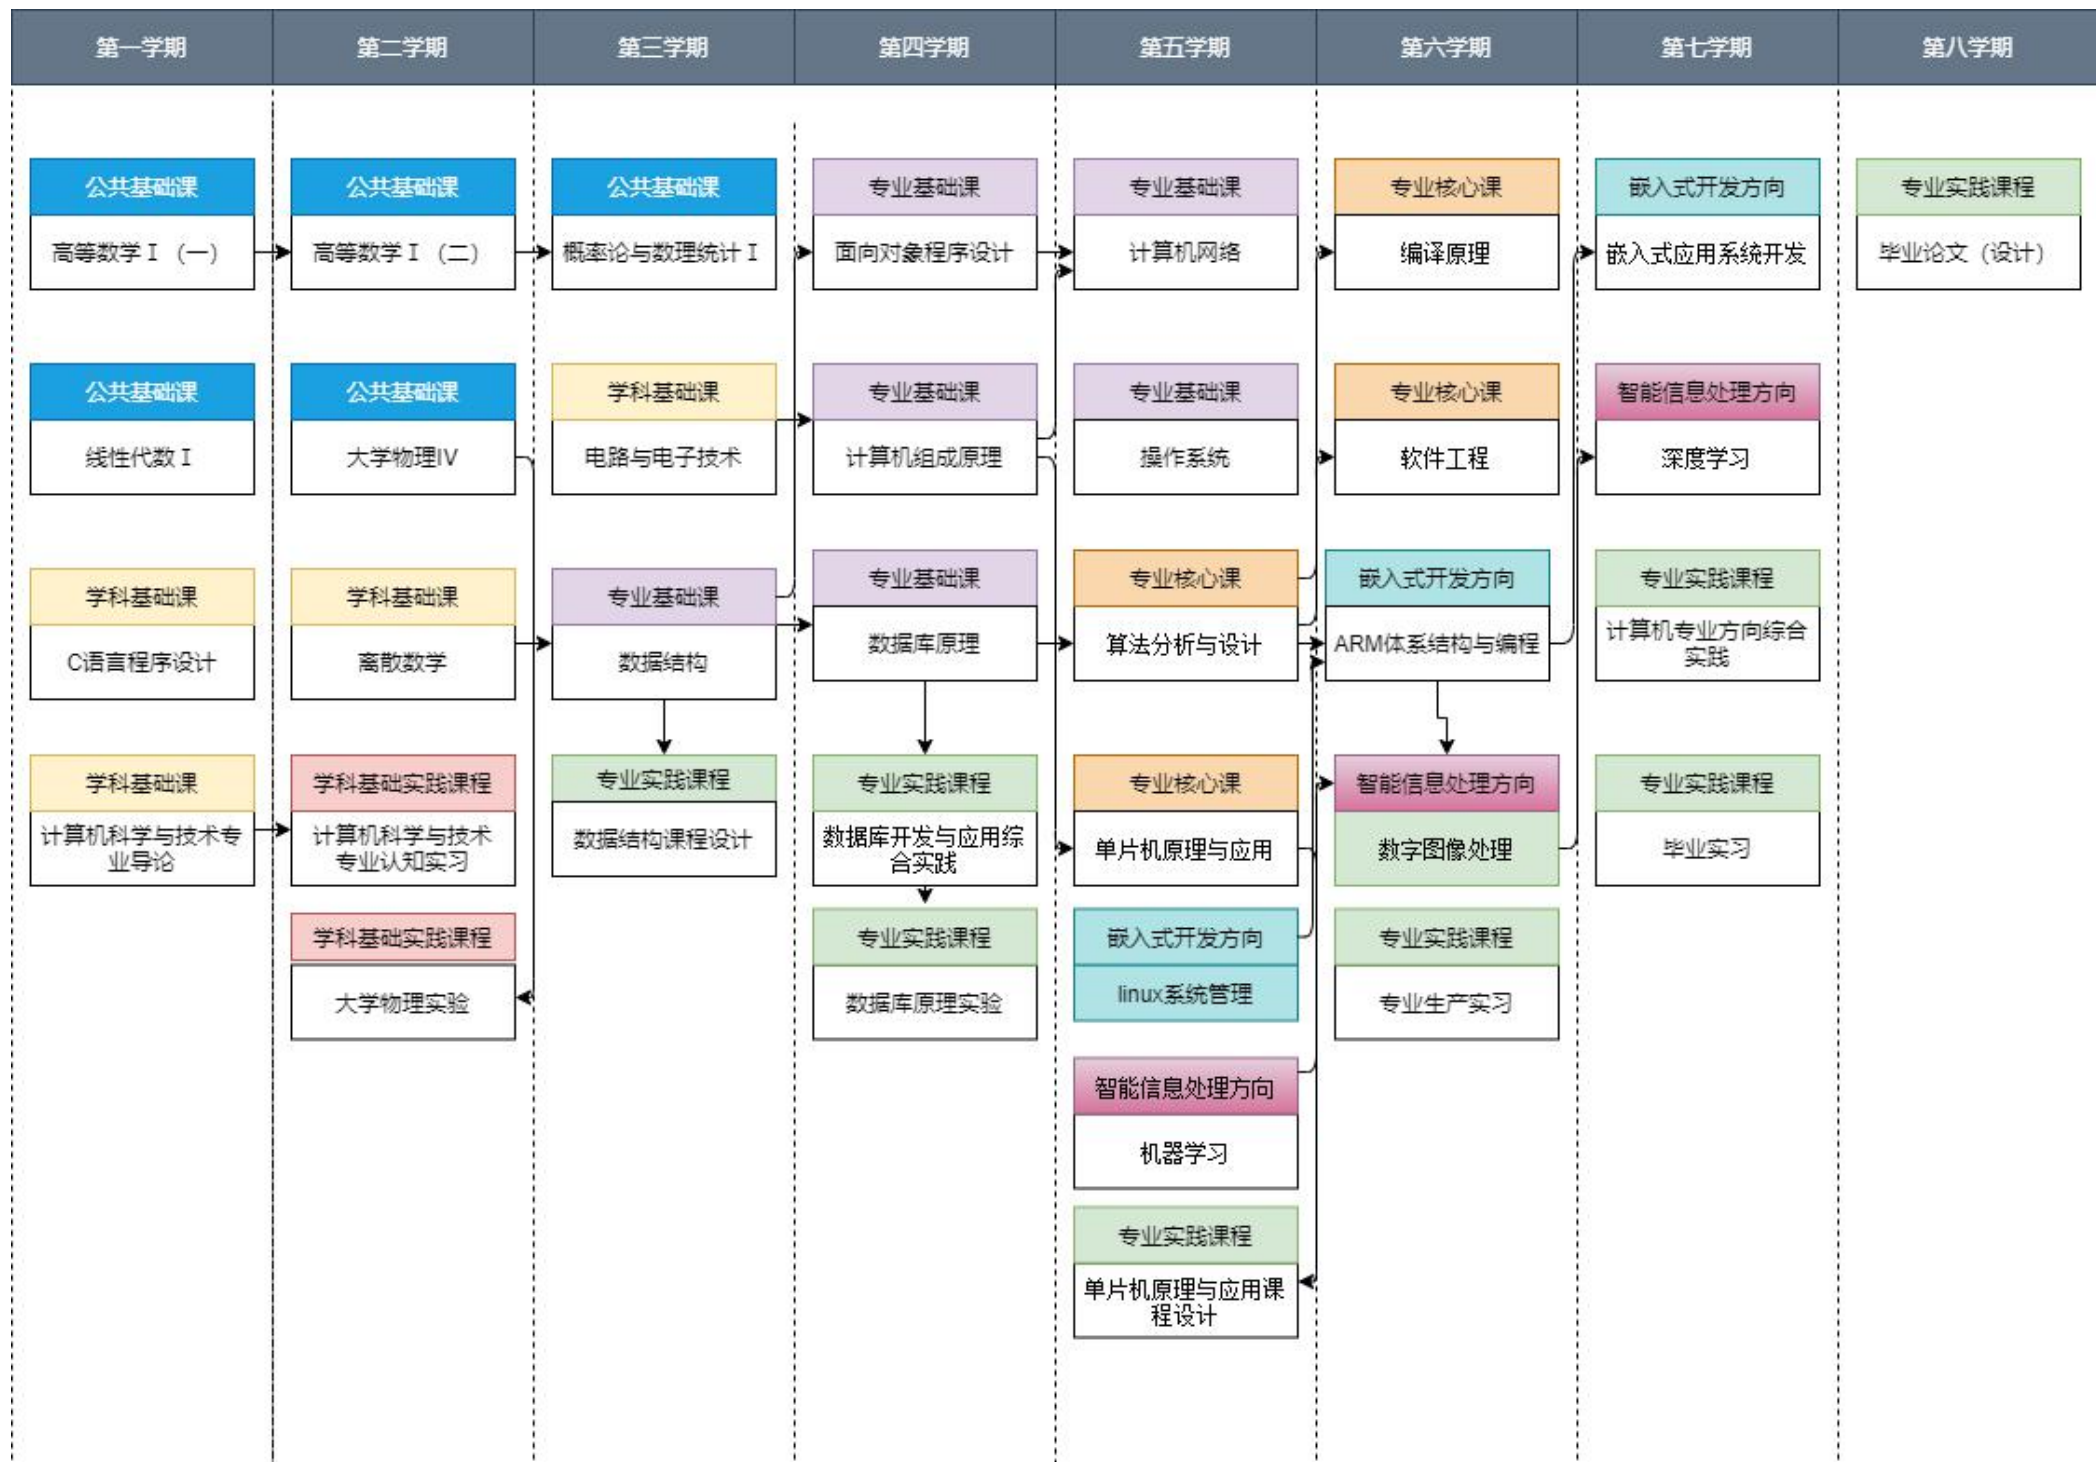 第一学期
第二学期
第三学期
第四学期
第五学期
第六学期
第七学期
第八学期
公共基础课
高等数学Ⅰ（一）
公共基础课
高等数学Ⅰ（二）
公共基础课
概率论与数理统计Ⅰ
专业基础课
面向对象程序设计
专业基础课
计算机网络
专业核心课
编译原理
嵌入式开发方向
嵌入式应用系统开发
专业实践课程
毕业论文（设计）
公共基础课
线性代数Ⅰ
公共基础课
大学物理IV
学科基础课
电路与电子技术
专业基础课
计算机组成原理
专业基础课
操作系统
专业核心课
软件工程
智能信息处理方向
深度学习
学科基础课
C语言程序设计
学科基础课
离散数学
专业基础课
数据结构
专业基础课
数据库原理
专业核心课
算法分析与设计
嵌入式开发方向
ARM体系结构与编程
专业实践课程
计算机专业方向综合
实践
学科基础课
计算机科学与技术专
业导论
学科基础实践课程
计算机科学与技术
专业认知实习
专业实践课程
数据结构课程设计
专业实践课程
数据库开发与应用综
合实践
专业核心课
单片机原理与应用
智能信息处理方向
数字图像处理
专业实践课程
毕业实习
学科基础实践课程
大学物理实验
专业实践课程
数据库原理实验
嵌入式开发方向
linux系统管理
专业实践课程
专业生产实习
智能信息处理方向
机器学习
专业实践课程
单片机原理与应用课
程设计